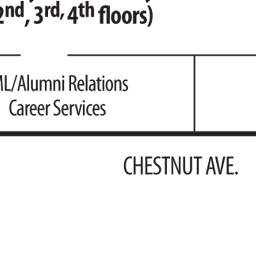 2nd, 3rd, 4th floors)
ML/Alumni Relations
Career Services
CHESTNUT AVE.